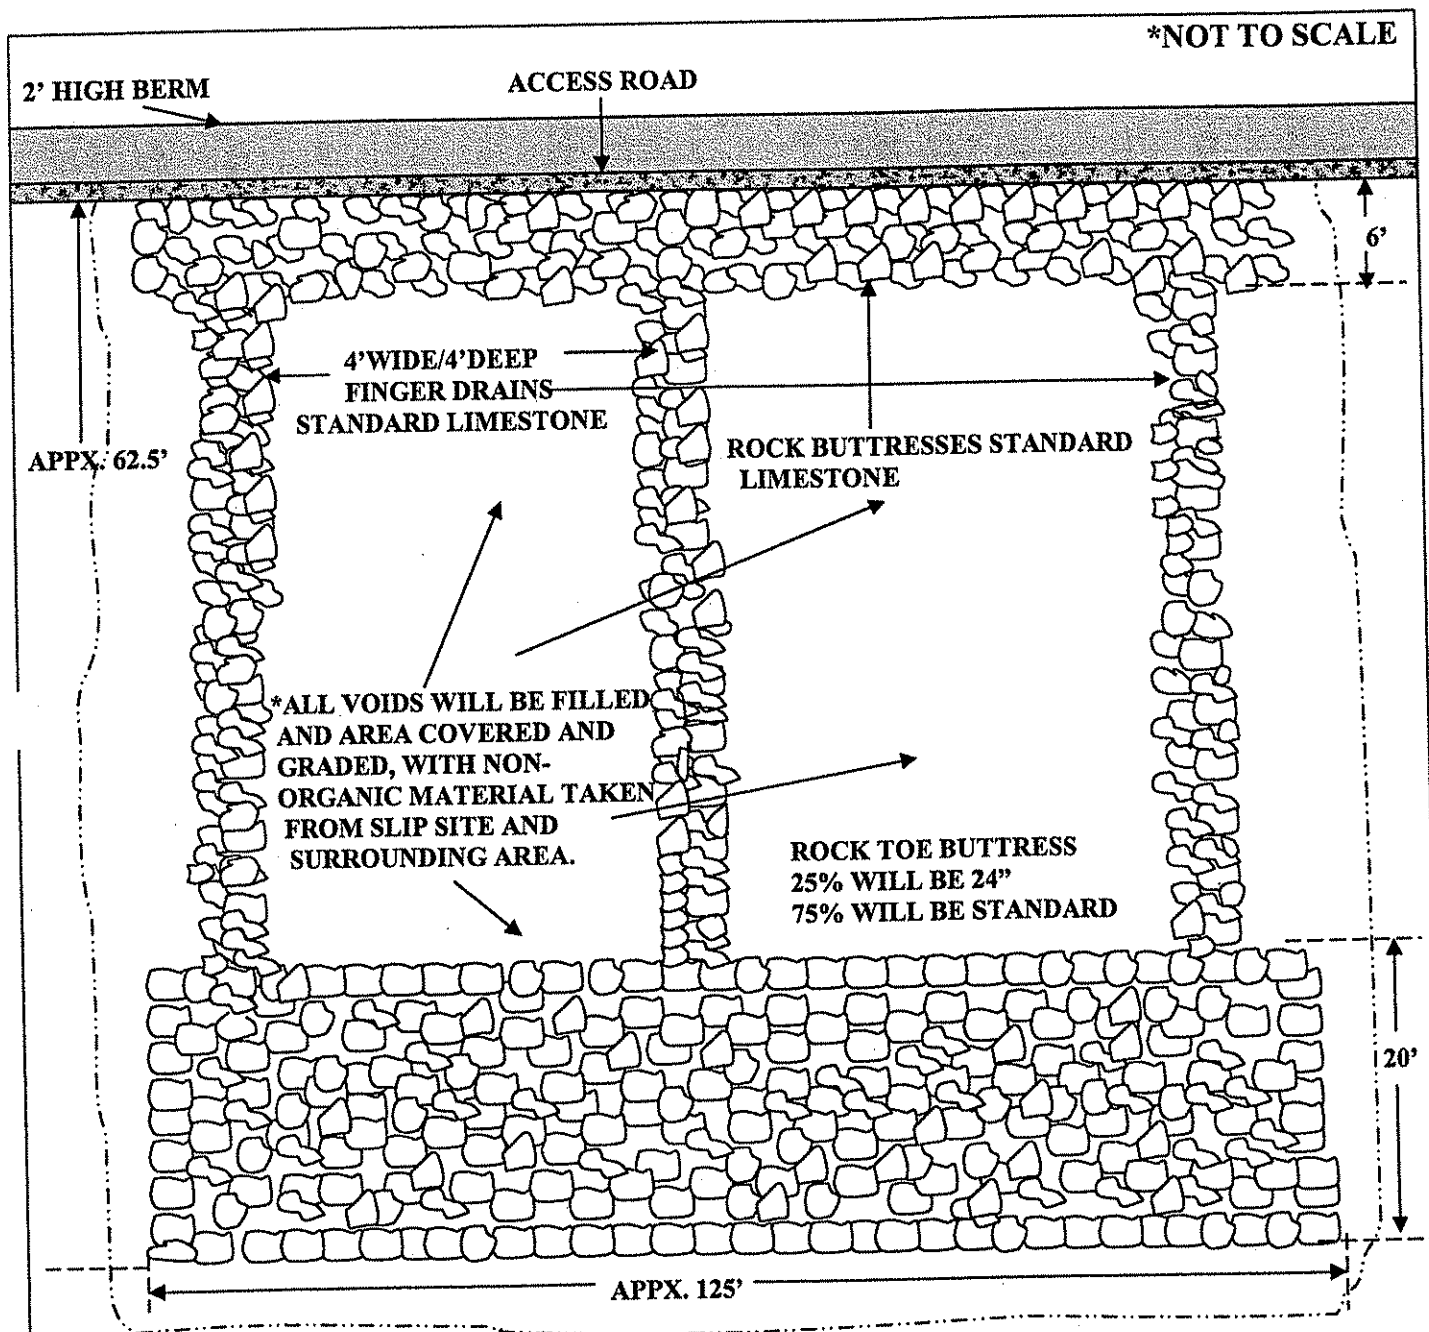 *NOT TO SCALE
2’ HIGH BERM
ACCESS ROAD
6’
4’WIDE/4’DEEP
FINGER DRAINS
STANDARD LIMESTONE
APPX. 62.5’
ROCK BUTTRESSES STANDARD
LIMESTONE
*ALL VOIDS WILL BE FILLED
AND AREA COVERED AND
GRADED, WITH NON-
ORGANIC MATERIAL TAKEN
FROM SLIP SITE AND
SURROUNDING AREA.
ROCK TOE BUTTRESS
25% WILL BE 24”
75% WILL BE STANDARD
20’
APPX. 125’